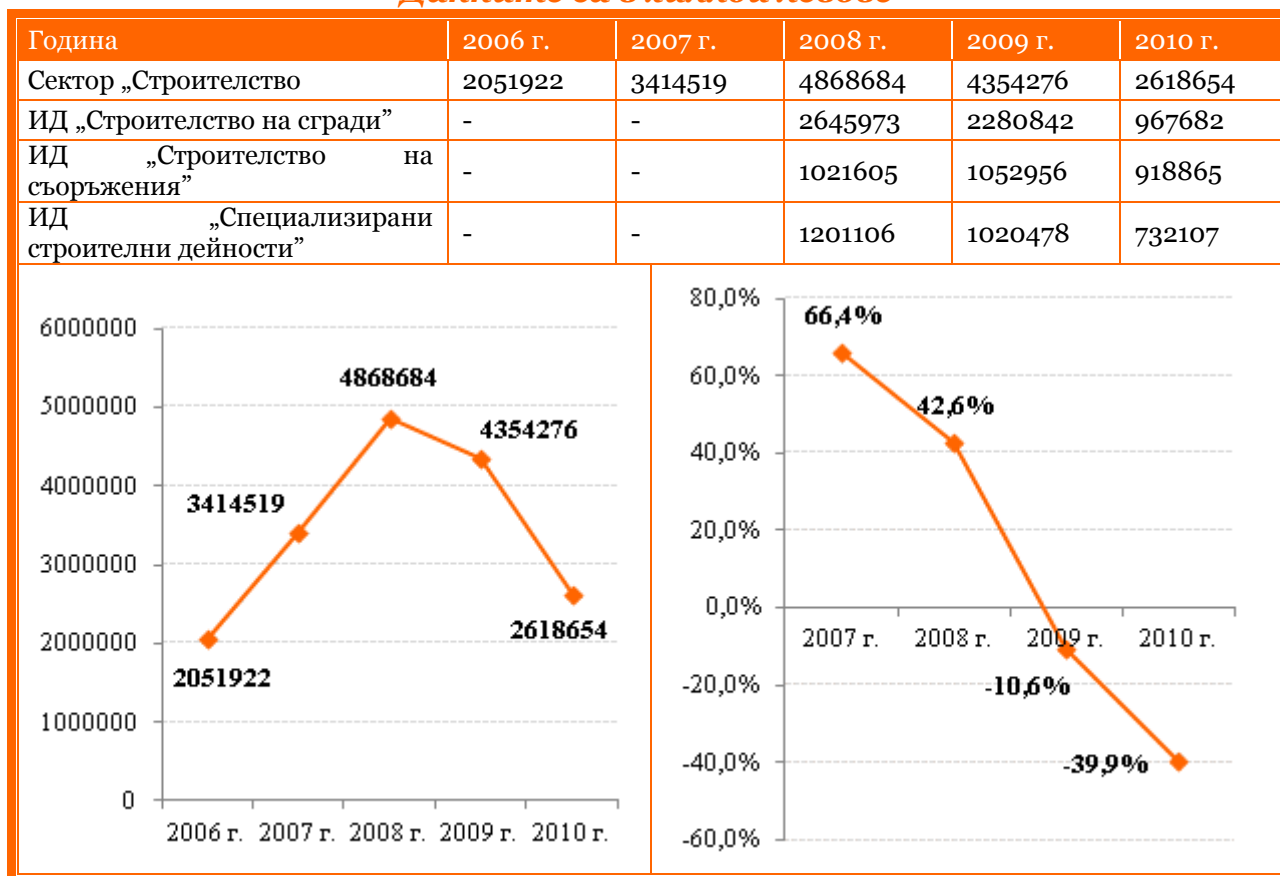 Година 2006 г. 2007 г. 2008 г. 2009 г. 2010 г.
Сектор „Строителство 2051922 3414519 4868684 4354276 2618654
ИД „Строителство на сгради” - - 2645973 2280842 967682
ИД „Строителство на
съоръжения” - - 1021605 1052956 918865
ИД „Специализирани
строителни дейности” - - 1201106 1020478 732107
6000000
5000000
4000000
3000000
2000000
1000000
0
4868684
4354276
3414519
2618654
2051922
2006 г. 2007 г. 2008 г. 2009 г. 2010 г.
80,0%
60,0%
40,0%
20,0%
0,0%
-20,0%
-40,0%
-60,0%
66,4%
42,6%
2007 г. 2008 г. 2009 г. 2010 г.
-10,6%
-39,9%